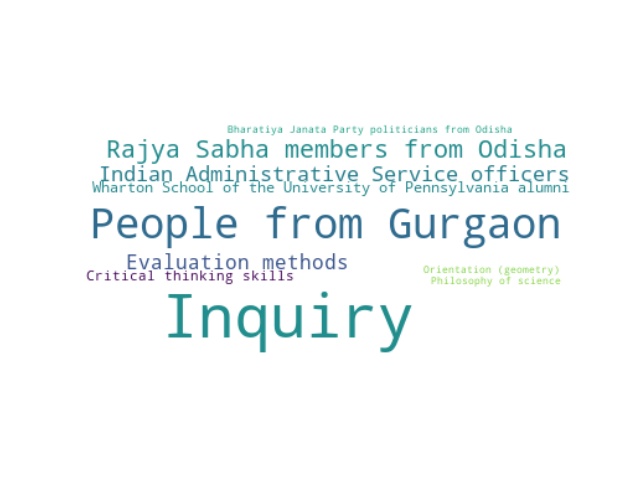 Bharatiya Janata Party politicians from Odisha
Rajya Sabha members from Odisha
Indian Administrative Service officers
Wharton School of the University of Pennsylvania alumni
People from Gurgaon
Evaluation methods
Critical thinking skills
Orientation (geometry)
Philosophy of science
Inquiry